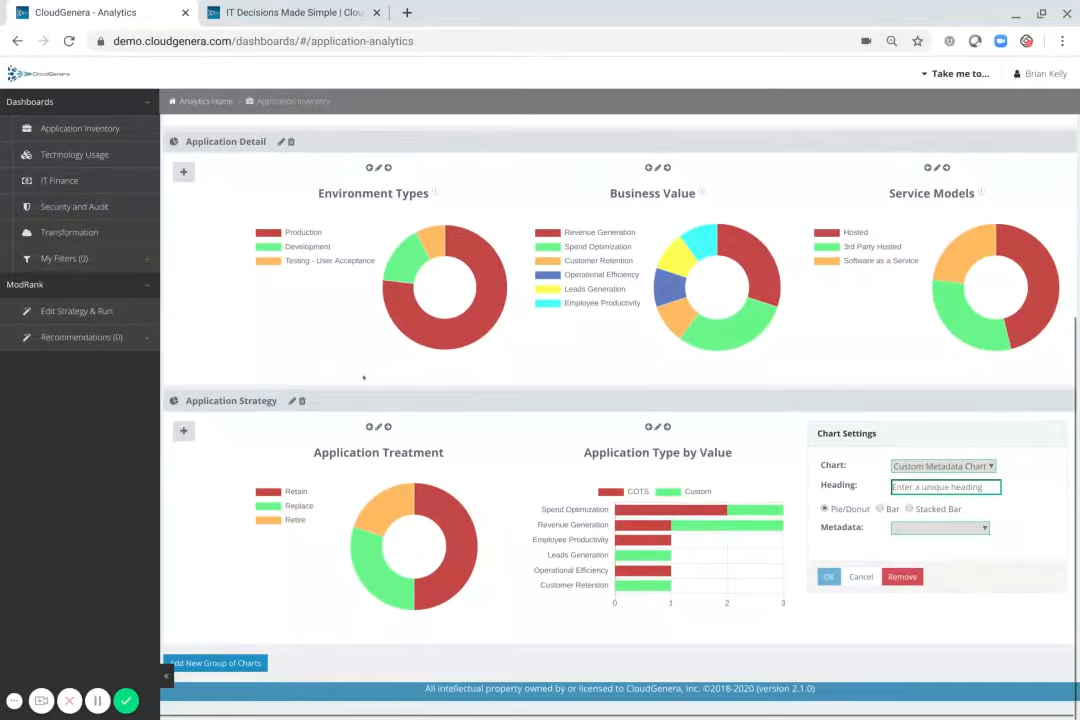 CloudGenera - Analytics
IT Decisions Made Simple | Clou
demo.cloudgenera.com/dashboards/#/application-analytics
CloudGenera
Take me to...
Brian Kelly
Dashboards
Analytics Home
Application Inventory
Application Inventory
Technology Usage
IT Finance
Security and Audit
Transformation
My Filters (0)
ModRank
Edit Strategy & Run
Recommendations (0)
Application Detail
Environment Types
Production
Development
Testing - User Acceptance
Business Value
Revenue Generation
Spend Optimization
Customer Retention
Operational Efficiency
Leads Generation
Employee Productivity
Service Models
Hosted
3rd Party Hosted
Software as a Service
Application Strategy
Application Treatment
Retain
Replace
Retire
Application Type by Value
COTS Custom
Spend Optimization
Revenue Generation
Employee Productivity
Leads Generation
Operational Efficiency
Customer Retention
0 1 2 3
Chart Settings
Chart: Custom Metadata Chart
Heading: Enter a unique heading
Pie/Donut Bar Stacked Bar
Metadata:
OK Cancel Remove
Add New Group of Charts
All intellectual property owned by or licensed to CloudGenera, Inc. ©2018-2020 (version 2.1.0)